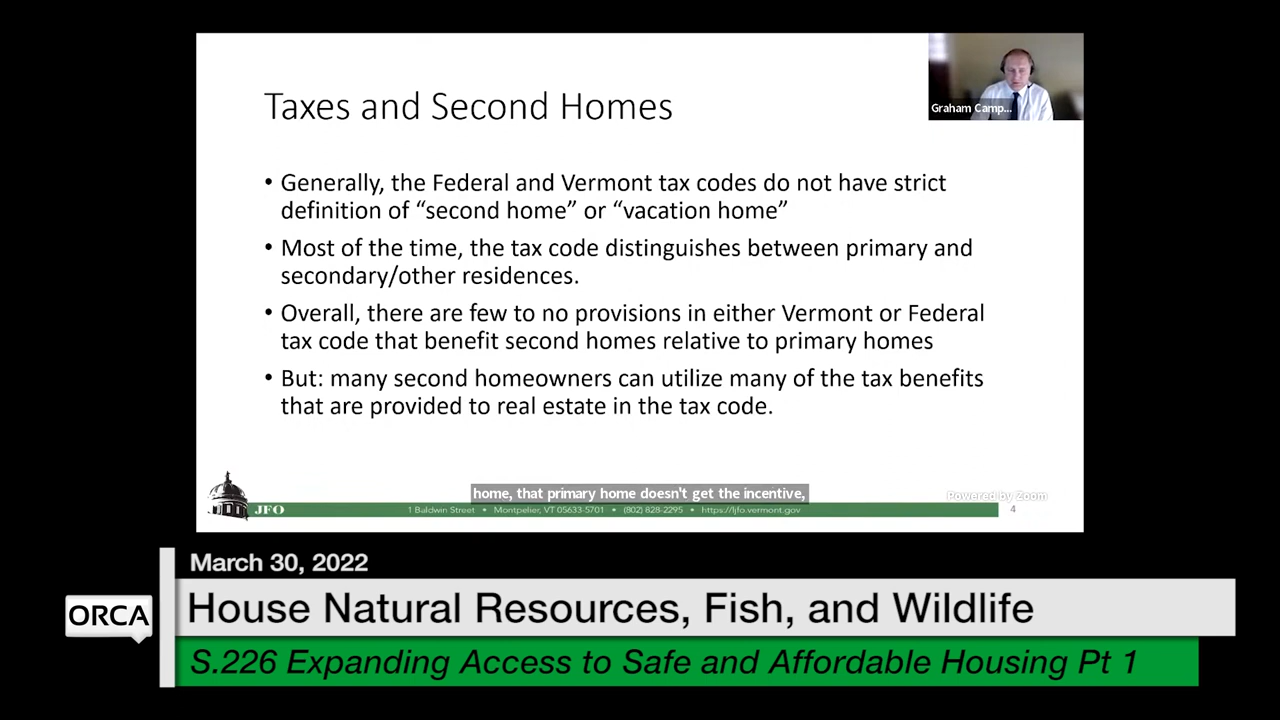 Taxes and Second Homes
Graham Camp...
• Generally, the Federal and Vermont tax codes do not have strict
definition of “second home” or “vacation home”
• Most of the time, the tax code distinguishes between primary and
secondary/other residences.
• Overall, there are few to no provisions in either Vermont or Federal
tax code that benefit second homes relative to primary homes
• But: many second homeowners can utilize many of the tax benefits
that are provided to real estate in the tax code.
home, that primary home doesn't get the incentive,
Powered by Zoom
JFO
1 Baldwin Street • Montpelier, VT 05633-5701 • (802) 828-2295 • https://ljfo.vermont.gov
4
March 30, 2022
ORCA
House Natural Resources, Fish, and Wildlife
S.226 Expanding Access to Safe and Affordable Housing Pt 1